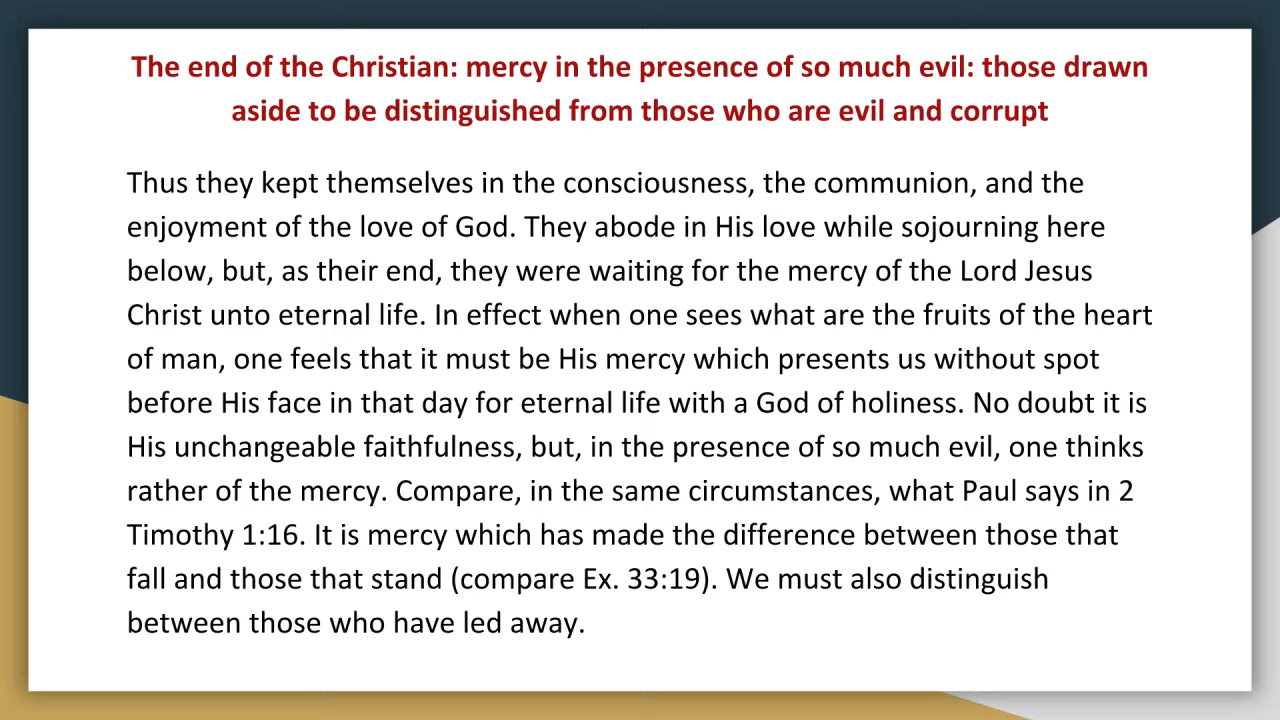 The end of the Christian: mercy in the presence of so much evil: those drawn
aside to be distinguished from those who are evil and corrupt
Thus they kept themselves in the consciousness, the communion, and the
enjoyment of the love of God. They abode in His love while sojourning here
below, but, as their end, they were waiting for the mercy of the Lord Jesus
Christ unto eternal life. In effect when one sees what are the fruits of the heart
of man, one feels that it must be His mercy which presents us without spot
before His face in that day for eternal life with a God of holiness. No doubt it is
His unchangeable faithfulness, but, in the presence of so much evil, one thinks
rather of the mercy. Compare, in the same circumstances, what Paul says in 2
Timothy 1:16. It is mercy which has made the difference between those that
fall and those that stand (compare Ex. 33:19). We must also distinguish
between those who have led away.